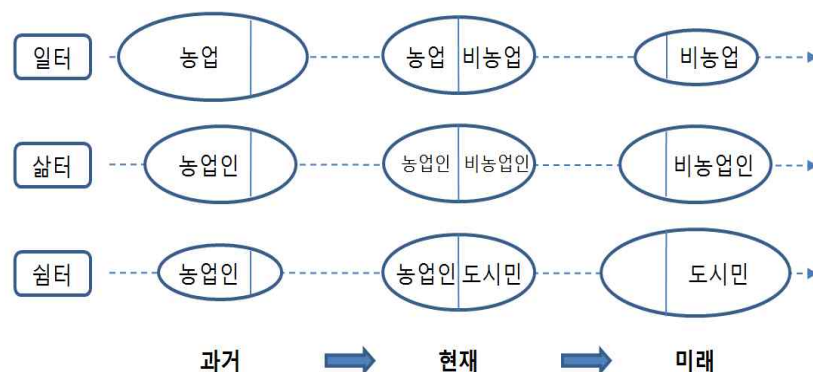 일터 농업 농업 비농업 비농업
삶터 농업인 농업인 비농업인 비농업인
쉼터 농업인 농업인 도시민 도시민
과거 현재 미래